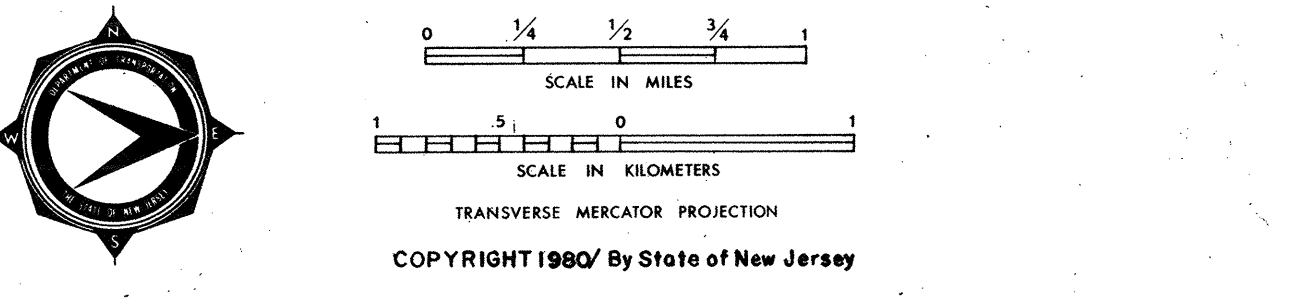 N
DEPARTMENT OF TRANSPORTATION
W
E
THE STATE OF NEW JERSEY
S
0 1/4 1/2 3/4 1
SCALE IN MILES
1 .5 0 1
SCALE IN KILOMETERS
TRANSVERSE MERCATOR PROJECTION
COPYRIGHT 1980/ By State of New Jersey